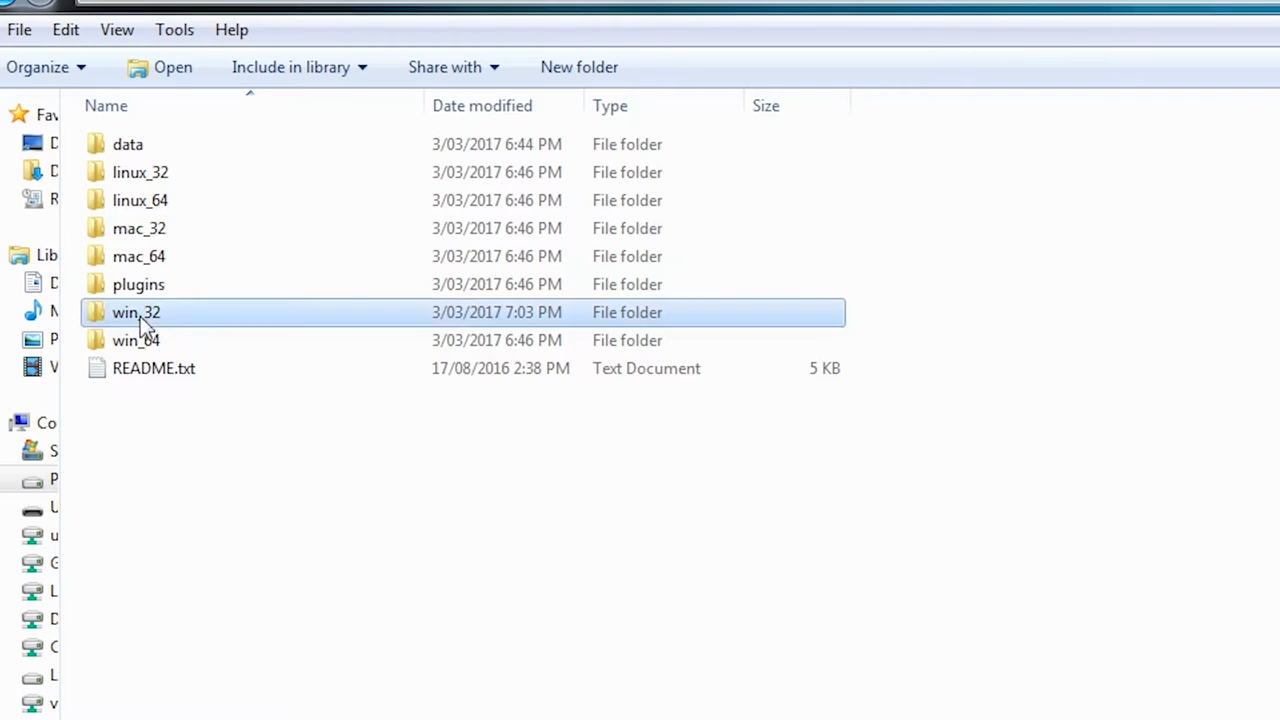 File Edit View Tools Help
Organize Open Include in library Share with New folder
Name Date modified Type Size
Fav
data 3/03/2017 6:44 PM File folder
D
linux_32 3/03/2017 6:46 PM File folder
D
linux_64 3/03/2017 6:46 PM File folder
R
mac_32 3/03/2017 6:46 PM File folder
Lib
mac_64 3/03/2017 6:46 PM File folder
D
plugins 3/03/2017 6:46 PM File folder
win_32 3/03/2017 7:03 PM File folder
P
win_64 3/03/2017 6:46 PM File folder
V
README.txt 17/08/2016 2:38 PM Text Document 5 KB
Co
S
P
U
u
G
L
D
C
L
v